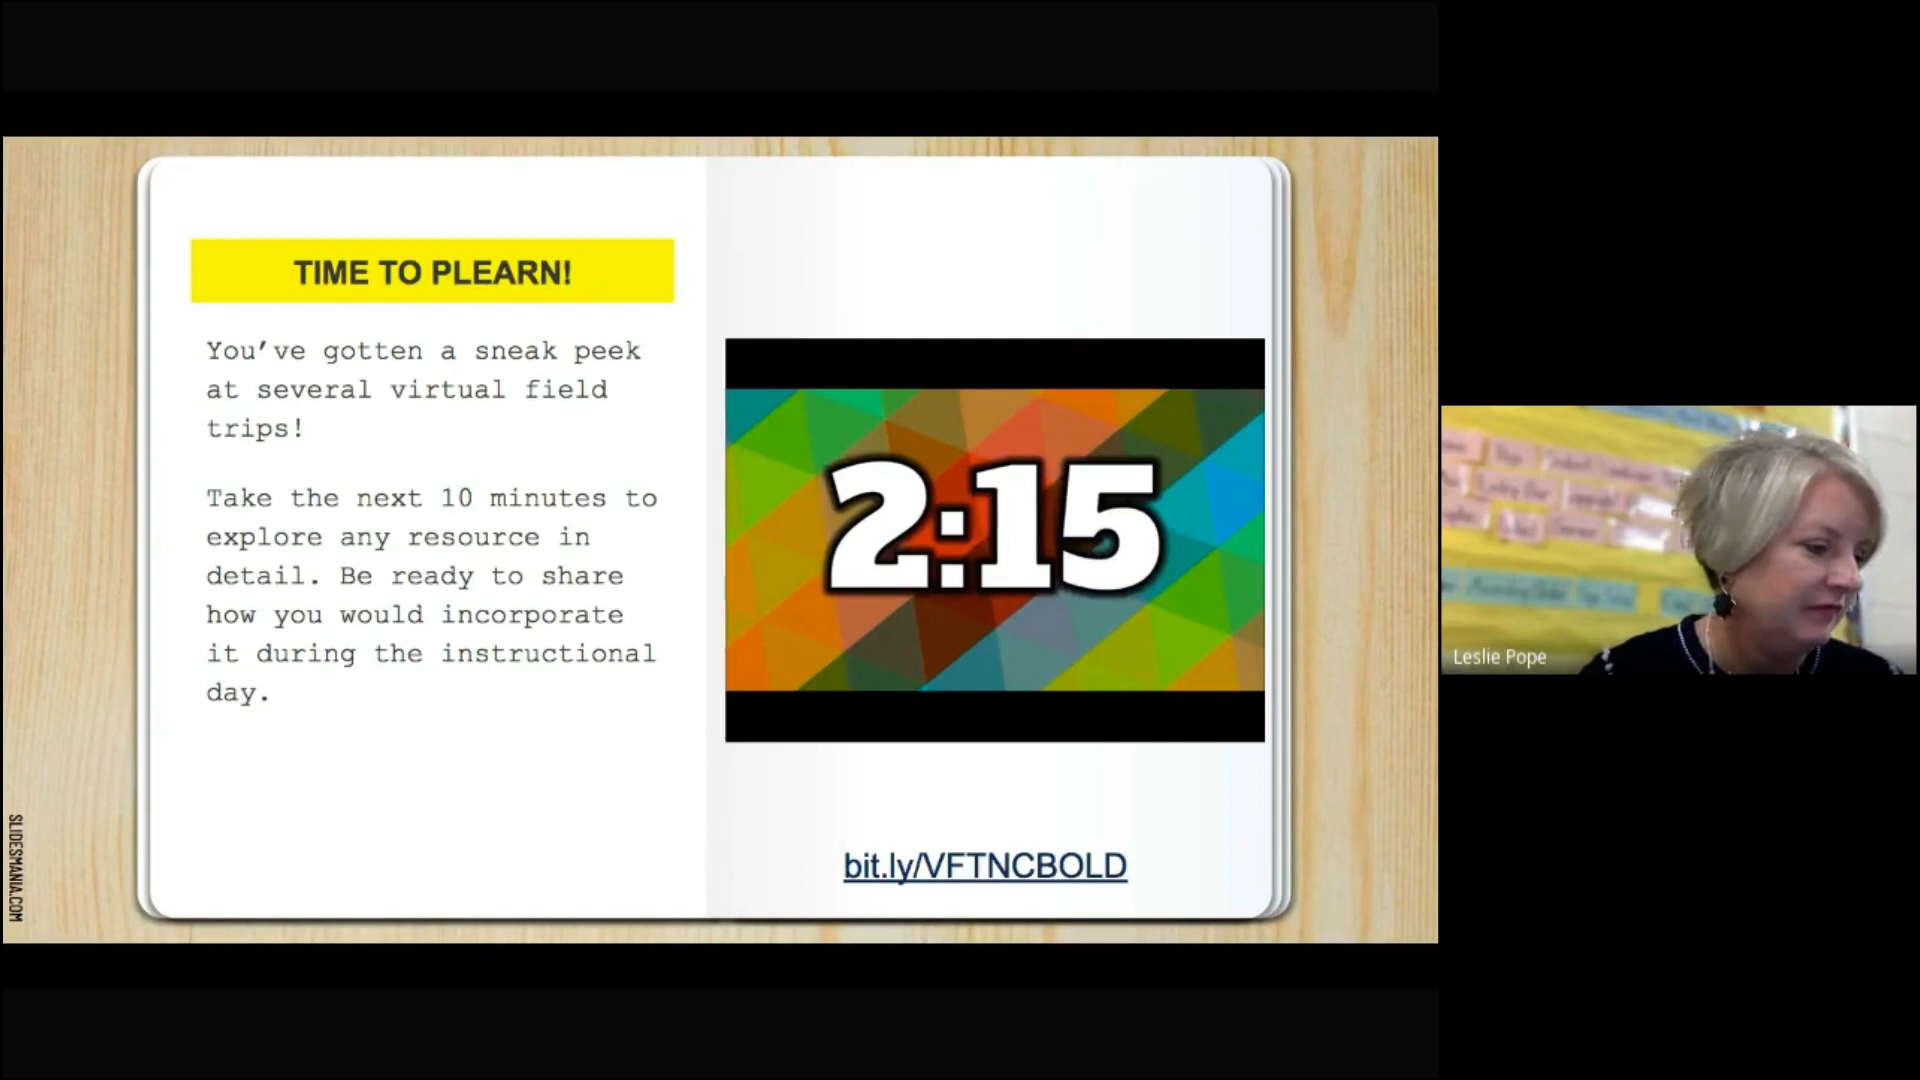 TIME TO PLEARN!
You’ve gotten a sneak peek
at several virtual field
trips!
Take the next 10 minutes to
explore any resource in
detail. Be ready to share
how you would incorporate
it during the instructional
day.
2:15
bit.ly/VFTNCBOLD
SLIDESMANIA.COM
Leslie Pope